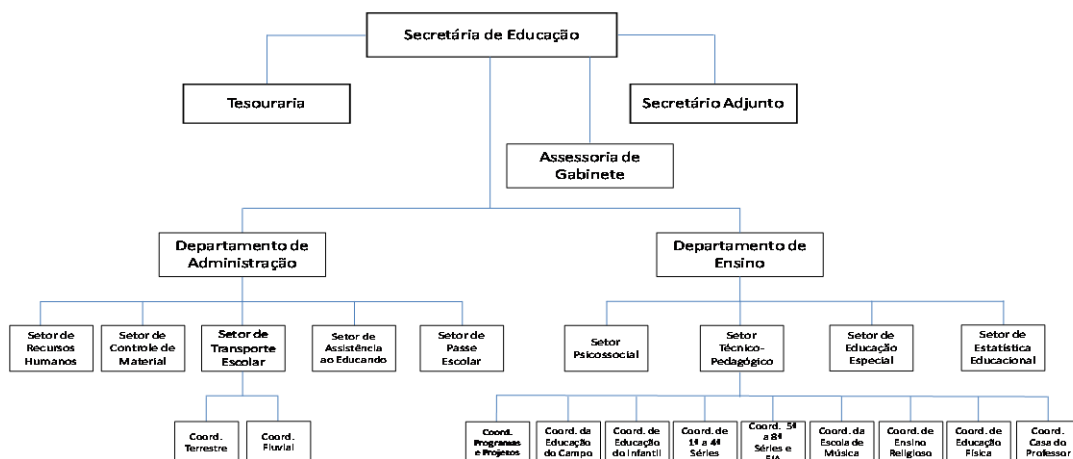 Secretária de Educação
Tesouraria
Secretário Adjunto
Assessoria de
Gabinete
Departamento de
Administração
Departamento de
Ensino
Setor de
Recursos
Humanos
Setor de
Controle de
Material
Setor de
Transporte
Escolar
Setor de
Assistência
ao Educando
Setor de
Passe
Escolar
Setor
Psicossocial
Setor
Técnico-
Pedagógico
Setor de
Educação
Especial
Setor de
Estatística
Educacional
Coord.
Terrestre
Coord.
Fluvial
Coord.
Programas
e Projetos
Coord. da
Educação
do Campo
Coord. de
Educação
do Infantil
Coord. de
1ª a 4ª
Séries
Coord. 5ª
a 8ª
Séries e
EJA
Coord. da
Escola de
Música
Coord. de
Ensino
Religioso
Coord. de
Educação
Física
Coord.
Casa do
Professor